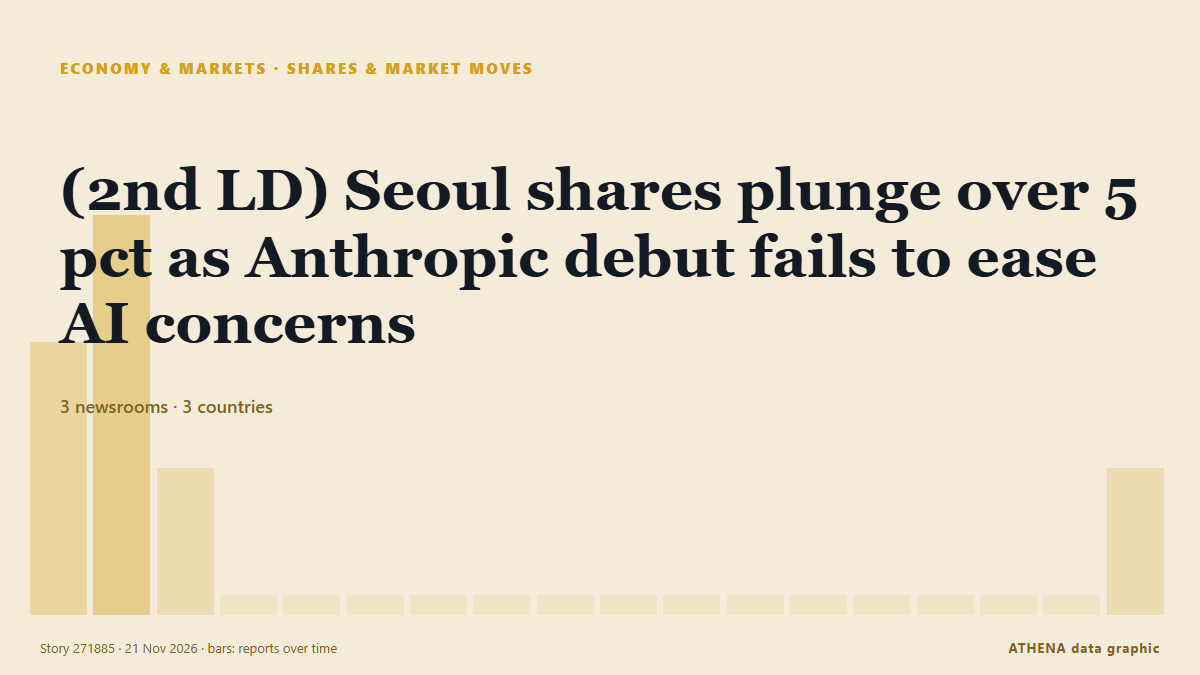 ECONOMY & MARKETS · SHARES & MARKET MOVES
(2nd LD) Seoul shares plunge over 5
pct as Anthropic debut fails to ease
AI concerns
3 newsrooms · 3 countries
Story 271885 · 21 Nov 2026 · bars: reports over time
ATHENA data graphic